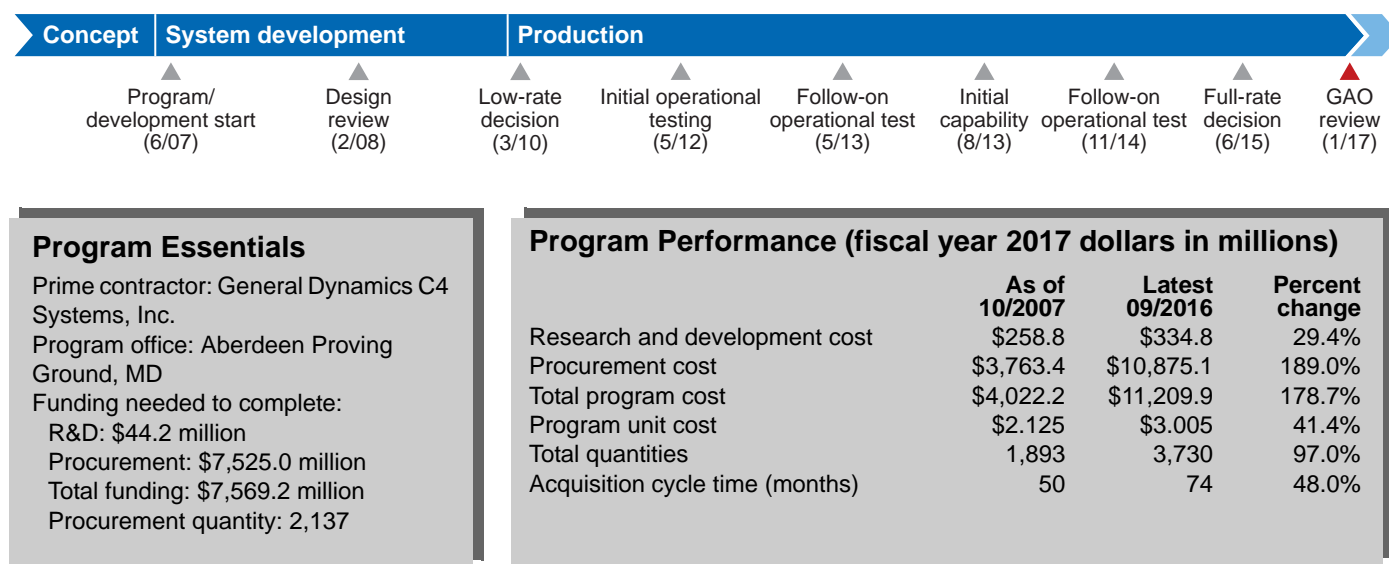 Concept System development Production
Program/
development start
(6/07)
Design
review
(2/08)
Low-rate
decision
(3/10)
Initial operational
testing
(5/12)
Follow-on
operational test
(5/13)
Initial
capability
(8/13)
Follow-on
operational test
(11/14)
Full-rate
decision
(6/15)
GAO
review
(1/17)
Program Essentials
Prime contractor: General Dynamics C4
Systems, Inc.
Program office: Aberdeen Proving
Ground, MD
Funding needed to complete:
R&D: $44.2 million
Procurement: $7,525.0 million
Total funding: $7,569.2 million
Procurement quantity: 2,137
Program Performance (fiscal year 2017 dollars in millions)
As of Latest Percent
10/2007 09/2016 change
Research and development cost $258.8 $334.8 29.4%
Procurement cost $3,763.4 $10,875.1 189.0%
Total program cost $4,022.2 $11,209.9 178.7%
Program unit cost $2.125 $3.005 41.4%
Total quantities 1,893 3,730 97.0%
Acquisition cycle time (months) 50 74 48.0%